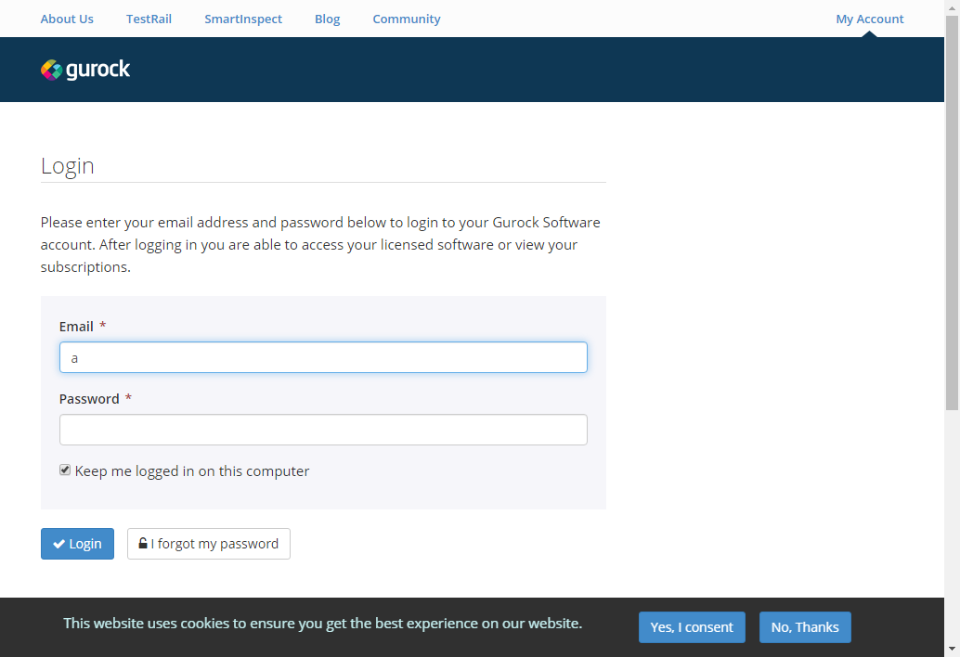 About Us TestRail SmartInspect Blog Community My Account
gurock
Login
Please enter your email address and password below to login to your Gurock Software
account. After logging in you are able to access your licensed software or view your
subscriptions.
Email *
a
Password *
Keep me logged in on this computer
Login I forgot my password
This website uses cookies to ensure you get the best experience on our website. Yes, I consent No, Thanks